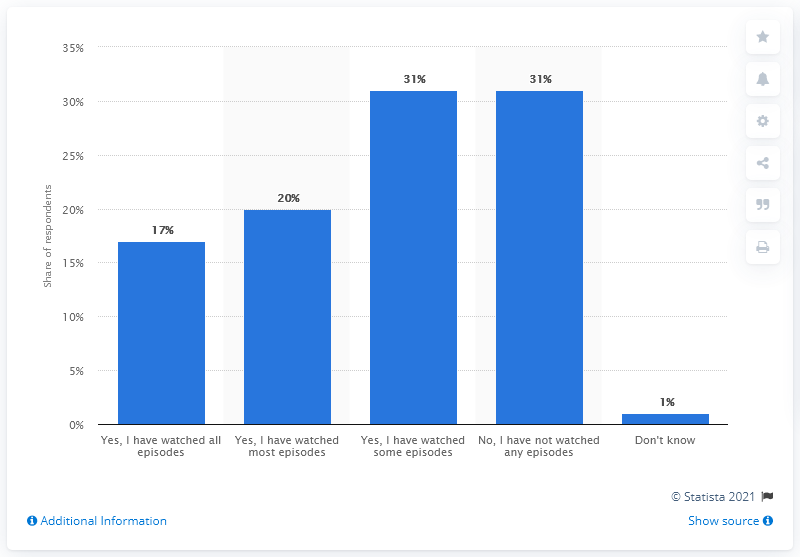 35%
30%
25%
20%
15%
10%
5%
0%
Share of respondents
17%
20%
31%
31%
1%
Yes, I have watched all
episodes
Yes, I have watched
most episodes
Yes, I have watched
some episodes
No, I have not watched
any episodes
Don't know
© Statista 2021
Additional Information
Show source